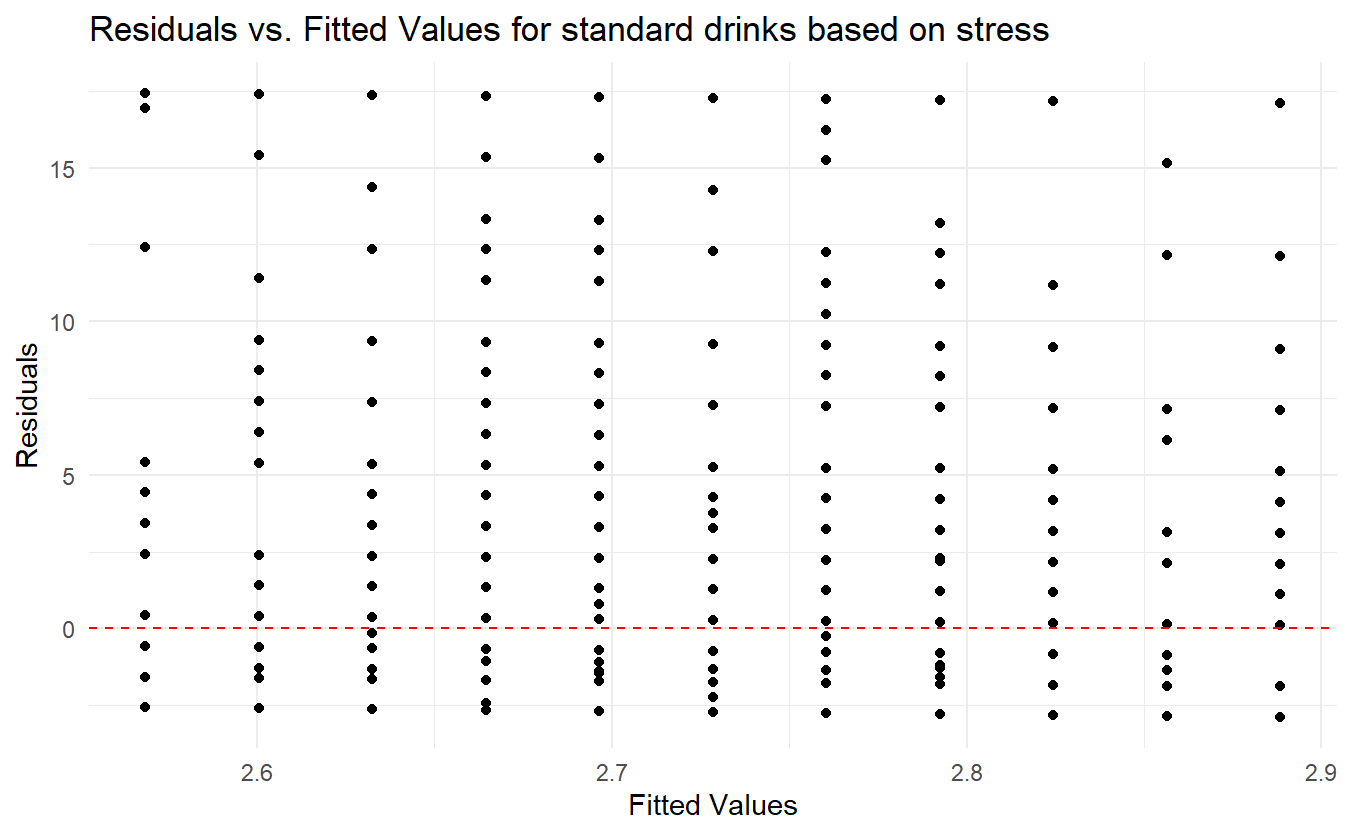 Residuals vs. Fitted Values for standard drinks based on stress
15
10
5
0
Residuals
2.6 2.7 2.8 2.9
Fitted Values